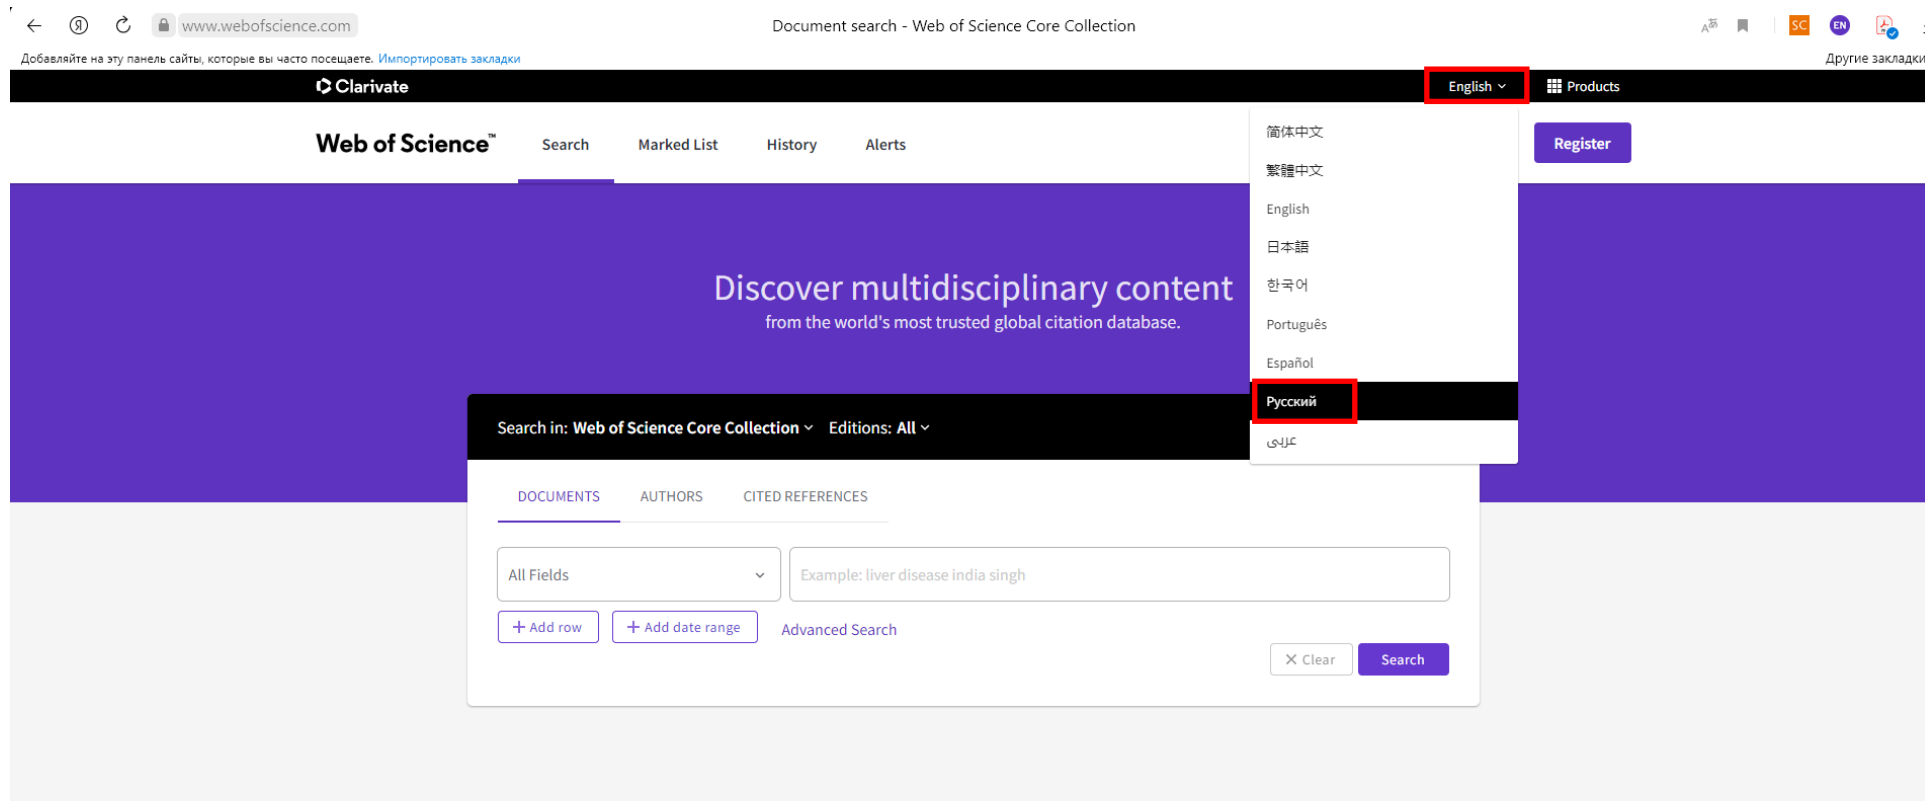 www.webofscience.com
Document search - Web of Science Core Collection
SC
EN
Добавляйте на эту панель сайты, которые вы часто посещаете. Импортировать закладки
Другие закладки
Clarivate
English
Products
Web of Science™
Search
Marked List
History
Alerts
Register
简体中文
繁體中文
English
日本語
한국어
Português
Español
Русский
عربى
Discover multidisciplinary content
from the world's most trusted global citation database.
Search in: Web of Science Core Collection
Editions: All
DOCUMENTS
AUTHORS
CITED REFERENCES
All Fields
Example: liver disease india singh
+ Add row
+ Add date range
Advanced Search
Clear
Search